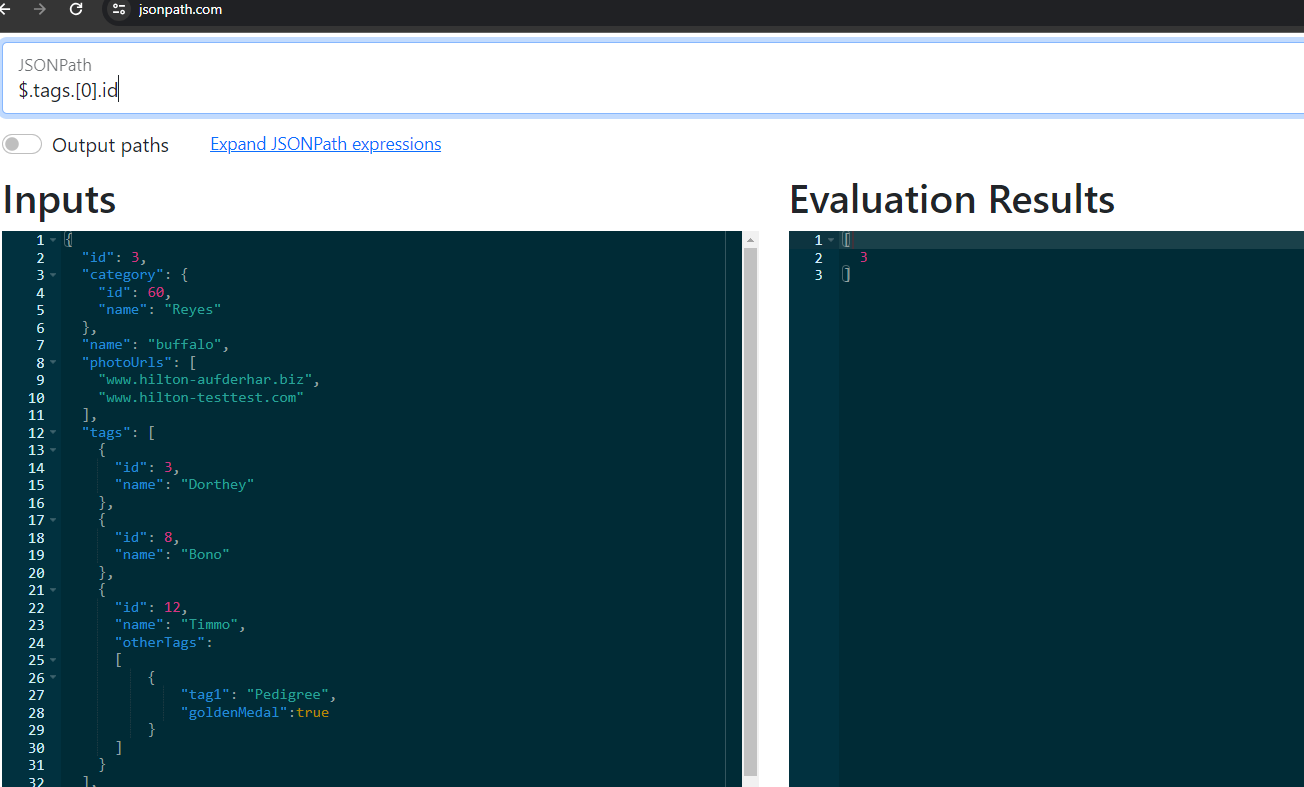 jsonpath.com
JSONPath
$.tags.[0].id
Output paths Expand JSONPath expressions
Inputs
1 {
2 "id": 3,
3 "category": {
4 "id": 60,
5 "name": "Reyes"
6 },
7 "name": "buffalo",
8 "photoUrls": [
9 "www.hilton-aufderhar.biz",
10 "www.hilton-testtest.com"
11 ],
12 "tags": [
13 {
14 "id": 3,
15 "name": "Dorthey"
16 },
17 {
18 "id": 8,
19 "name": "Bono"
20 },
21 {
22 "id": 12,
23 "name": "Timmo",
24 "otherTags":
25 [
26 {
27 "tag1": "Pedigree",
28 "goldenMedal":true
29 }
30 ]
31 }
32 ],
Evaluation Results
1 [
2 3
3 ]